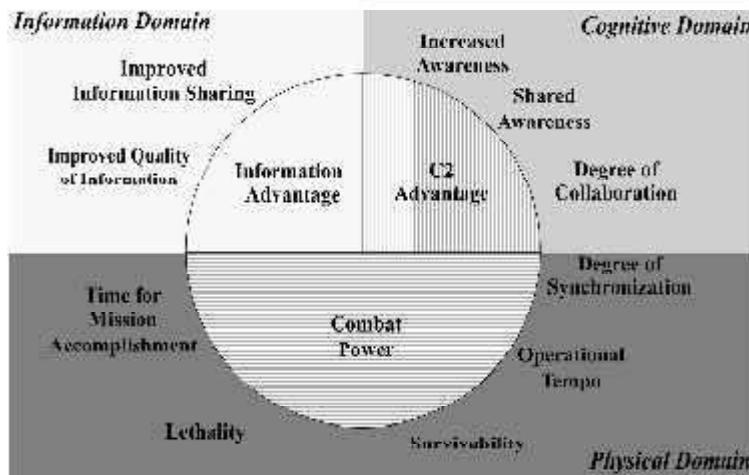 Information Domain
Cognitive Domain
Increased
Awareness
Improved
Information Sharing
Shared
Awareness
Improved Quality
of Information
Information
Advantage
C2
Advantage
Degree of
Collaboration
Degree of
Synchronization
Time for
Mission
Accomplishment
Combat
Power
Operational
Tempo
Lethality
Survivability
Physical Domain